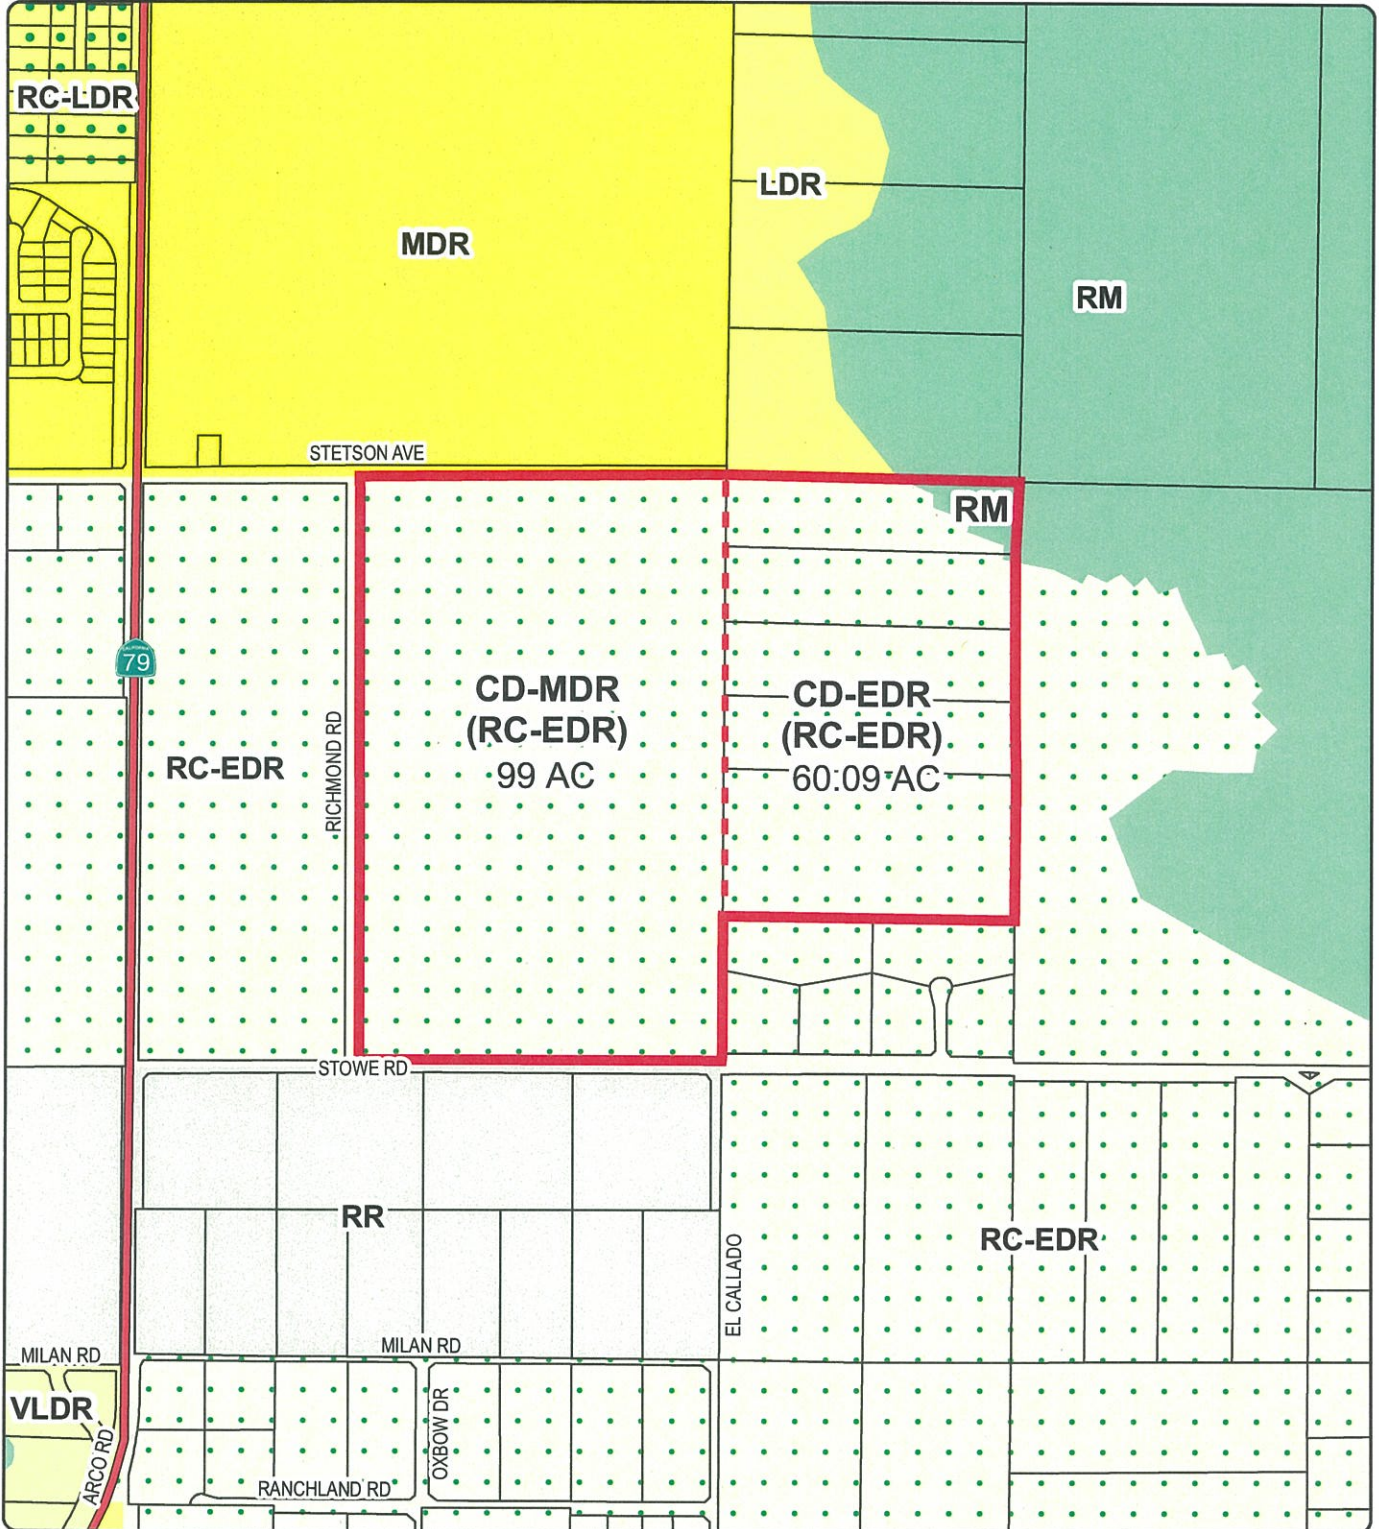 RC-LDR
MDR
LDR
RM
STETSON AVE
RM
CALIFORNIA
79
CD-MDR
(RC-EDR)
99 AC
CD-EDR
(RC-EDR)
60.09 AC
RC-EDR
RICHMOND RD
STOWE RD
RR
RC-EDR
EL CALLADO
MILAN RD
MILAN RD
VLDR
ARCO RD
OXBOW DR
RANCHLAND RD